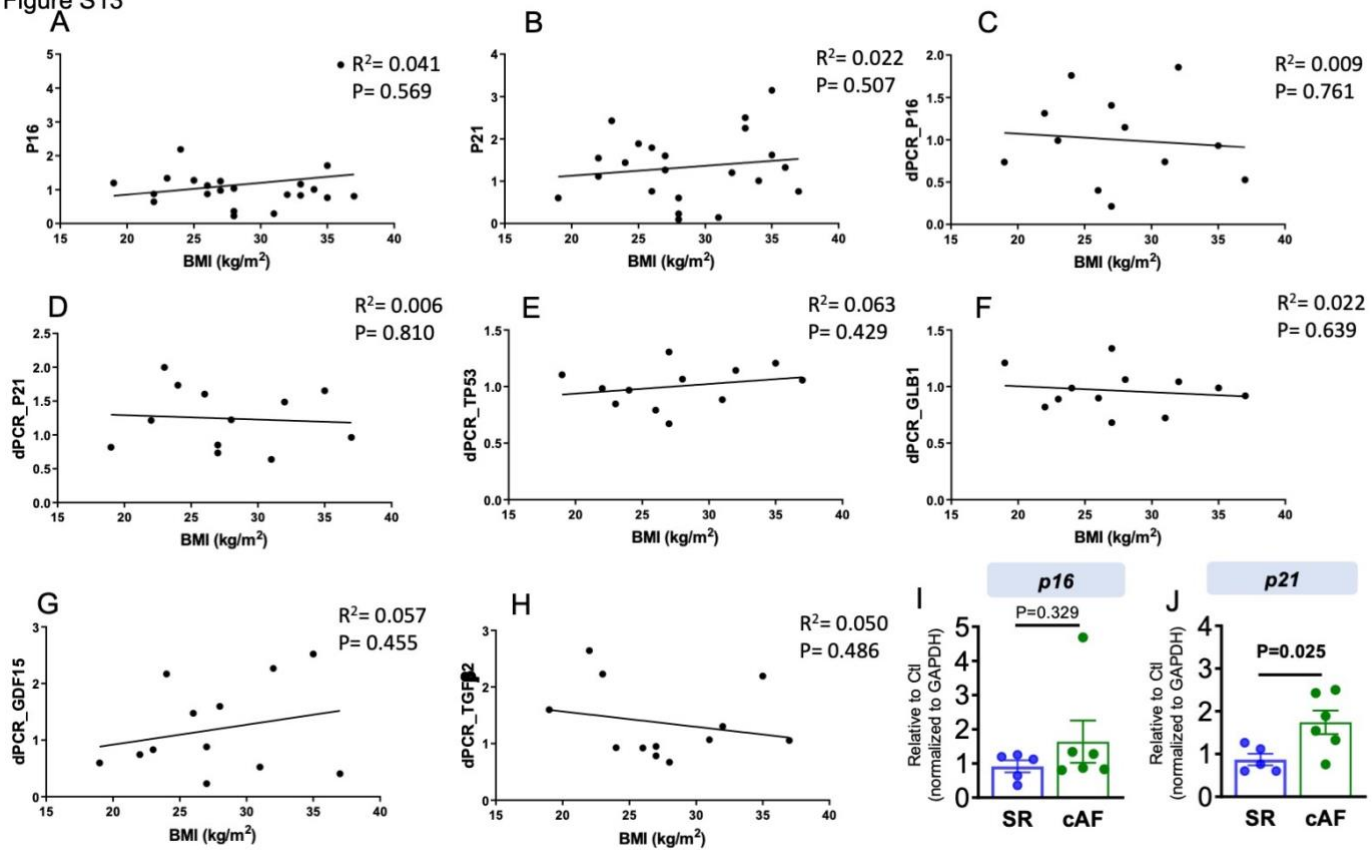 Figure S13
A
P16
5
4
3
2
1
0
15 20 25 30 35 40
BMI (kg/m²)
R²= 0.041
P= 0.569
B
P21
4
3
2
1
0
15 20 25 30 35 40
BMI (kg/m²)
R²= 0.022
P= 0.507
C
dPCR_P16
2.0
1.5
1.0
0.5
0.0
15 20 25 30 35 40
BMI (kg/m²)
R²= 0.009
P= 0.761
D
dPCR_P21
2.5
2.0
1.5
1.0
0.5
0.0
15 20 25 30 35 40
BMI (kg/m²)
R²= 0.006
P= 0.810
E
dPCR_TP53
1.5
1.0
0.5
0.0
15 20 25 30 35 40
BMI (kg/m²)
R²= 0.063
P= 0.429
F
dPCR_GLB1
1.5
1.0
0.5
0.0
15 20 25 30 35 40
BMI (kg/m²)
R²= 0.022
P= 0.639
G
dPCR_GDF15
3
2
1
0
15 20 25 30 35 40
BMI (kg/m²)
R²= 0.057
P= 0.455
H
3
2
1
0
15 20 25 30 35 40
BMI (kg/m²)
R²= 0.050
P= 0.486
I
p16
P=0.329
Relative to Ctl
(normalized to GAPDH)
5
4
3
2
1
0
SR cAF
J
p21
P=0.025
Relative to Ctl
(normalized to GAPDH)
4
3
2
1
0
SR cAF